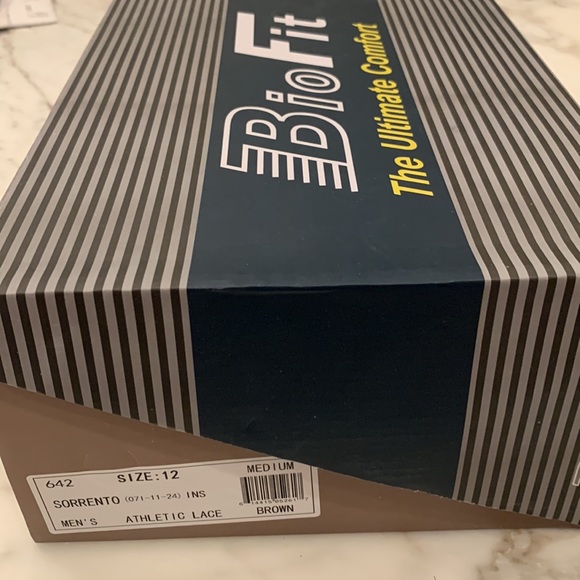 BioFit
The Ultimate Comfort
642 SIZE:12 MEDIUM
SORRENTO (071-11-24) INS
MEN'S ATHLETIC LACE BROWN